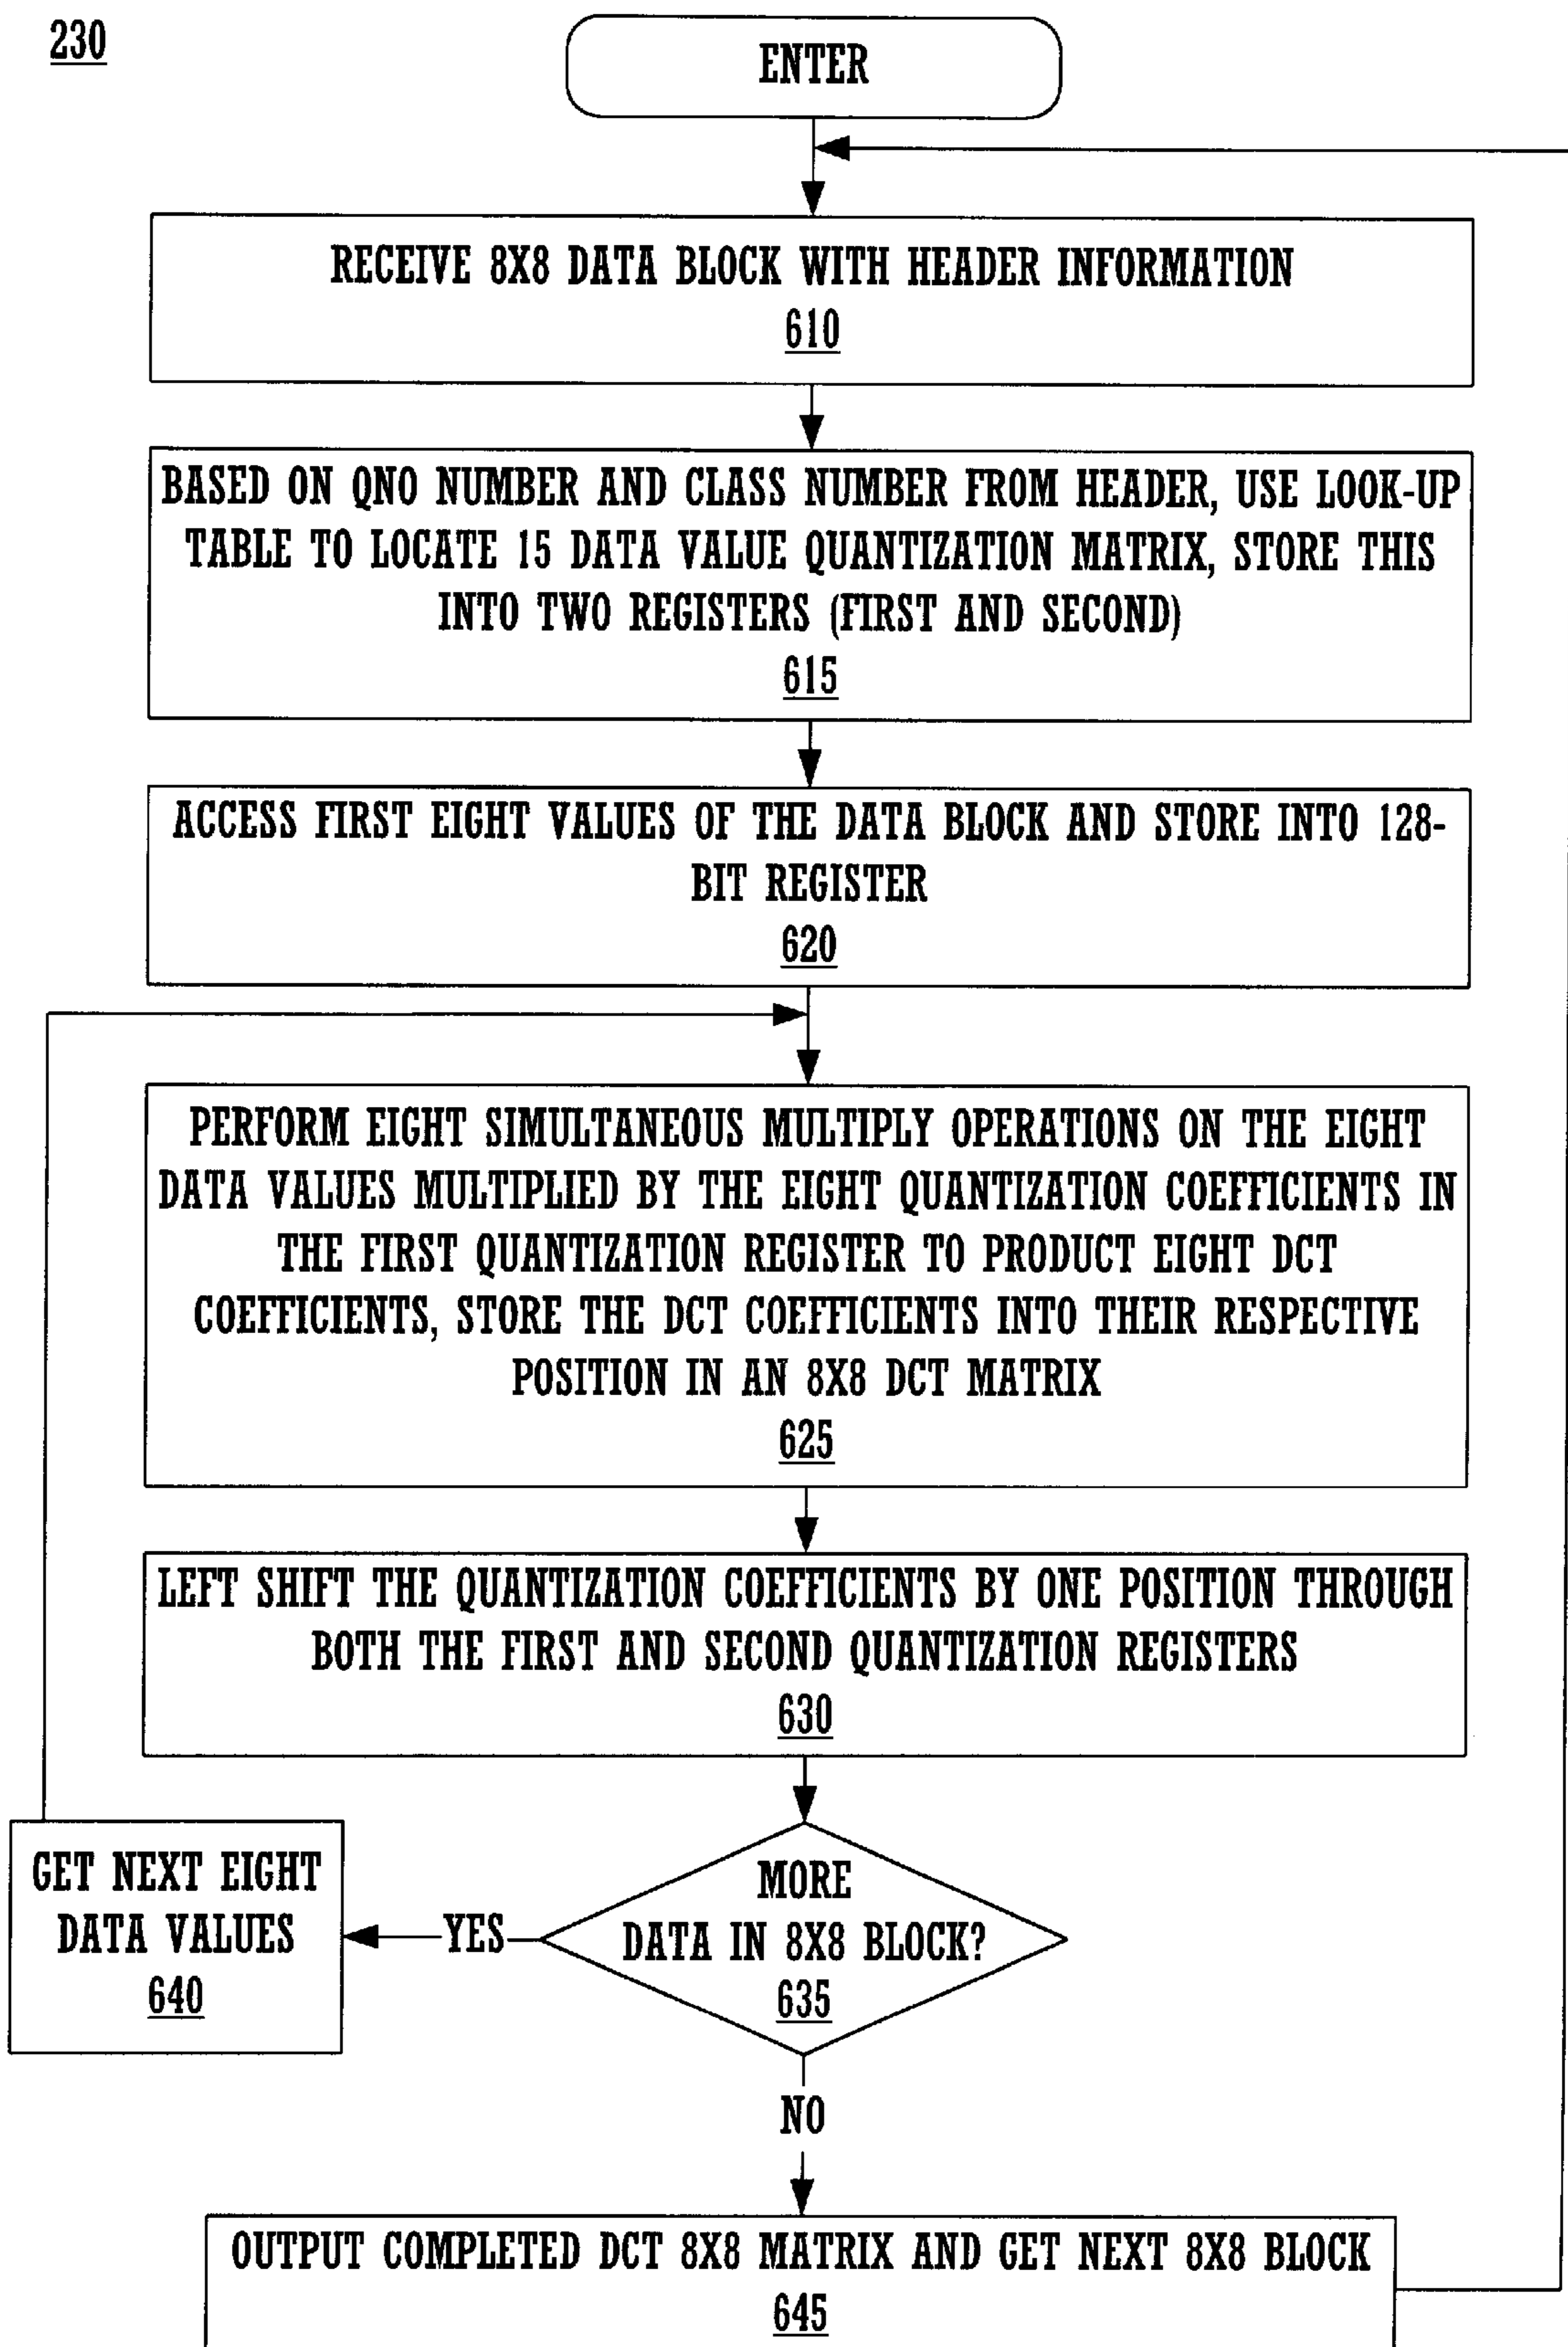 230
ENTER
RECEIVE 8X8 DATA BLOCK WITH HEADER INFORMATION
610
BASED ON QNO NUMBER AND CLASS NUMBER FROM HEADER, USE LOOK-UP
TABLE TO LOCATE 15 DATA VALUE QUANTIZATION MATRIX, STORE THIS
INTO TWO REGISTERS (FIRST AND SECOND)
615
ACCESS FIRST EIGHT VALUES OF THE DATA BLOCK AND STORE INTO 128-
BIT REGISTER
620
PERFORM EIGHT SIMULTANEOUS MULTIPLY OPERATIONS ON THE EIGHT
DATA VALUES MULTIPLIED BY THE EIGHT QUANTIZATION COEFFICIENTS IN
THE FIRST QUANTIZATION REGISTER TO PRODUCT EIGHT DCT
COEFFICIENTS, STORE THE DCT COEFFICIENTS INTO THEIR RESPECTIVE
POSITION IN AN 8X8 DCT MATRIX
625
LEFT SHIFT THE QUANTIZATION COEFFICIENTS BY ONE POSITION THROUGH
BOTH THE FIRST AND SECOND QUANTIZATION REGISTERS
630
MORE
DATA IN 8X8 BLOCK?
635
YES
GET NEXT EIGHT
DATA VALUES
640
NO
OUTPUT COMPLETED DCT 8X8 MATRIX AND GET NEXT 8X8 BLOCK
645